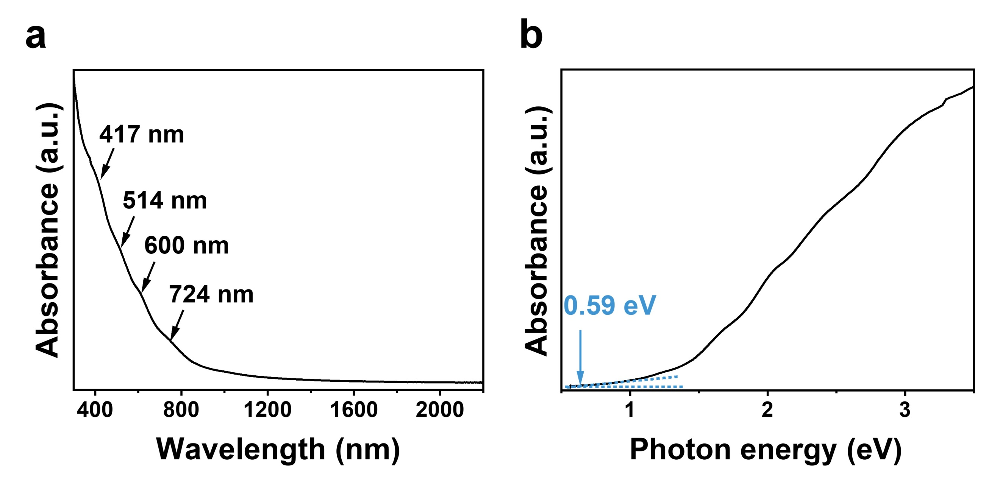 a
b
Absorbance (a.u.)
417 nm
514 nm
600 nm
724 nm
400 800 1200 1600 2000
Wavelength (nm)
Absorbance (a.u.)
0.59 eV
1 2 3
Photon energy (eV)